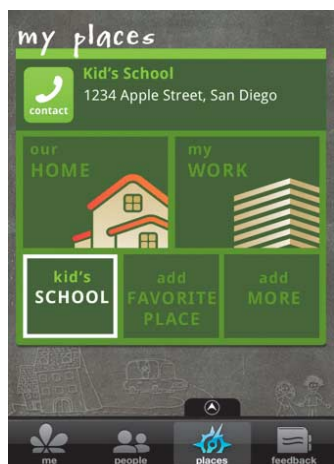 my places
Kid's School
1234 Apple Street, San Diego
contact
our
HOME
my
WORK
kid's
SCHOOL
add
FAVORITE
PLACE
add
MORE
me
people
places
feedback